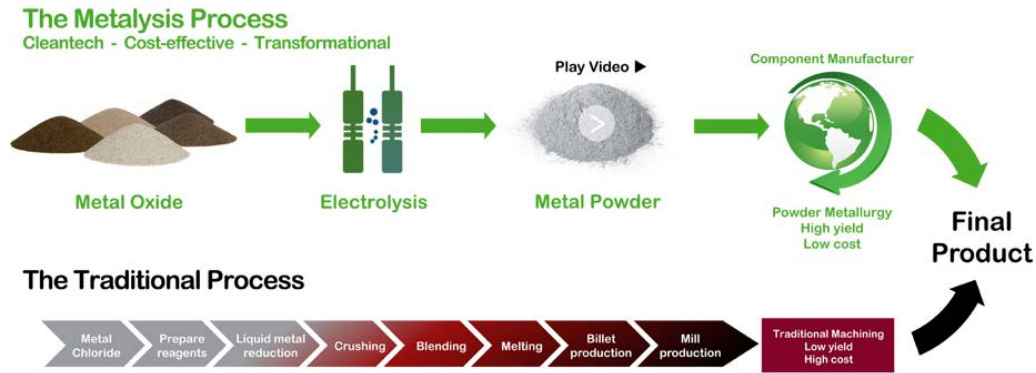 The Metalysis Process
Cleantech - Cost-effective - Transformational
Play Video ▶
Component Manufacturer
Metal Oxide
Electrolysis
Metal Powder
Powder Metallurgy
High yield
Low cost
Final
Product
The Traditional Process
Metal
Chloride
Prepare
reagents
Liquid metal
reduction
Crushing
Blending
Melting
Billet
production
Mill
production
Traditional Machining
Low yield
High cost